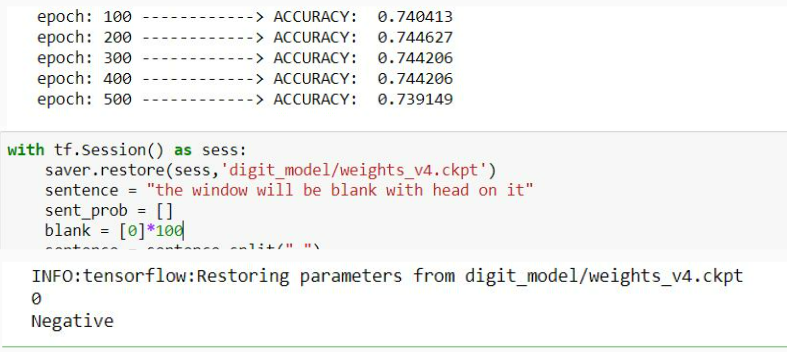 epoch: 100 ------------> ACCURACY:  0.740413
epoch: 200 ------------> ACCURACY:  0.744627
epoch: 300 ------------> ACCURACY:  0.744206
epoch: 400 ------------> ACCURACY:  0.744206
epoch: 500 ------------> ACCURACY:  0.739149
with tf.Session() as sess:
    saver.restore(sess,'digit_model/weights_v4.ckpt')
    sentence = "the window will be blank with head on it"
    sent_prob = []
    blank = [0]*100
    sentence = sentence.split(" ")
INFO:tensorflow:Restoring parameters from digit_model/weights_v4.ckpt
0
Negative